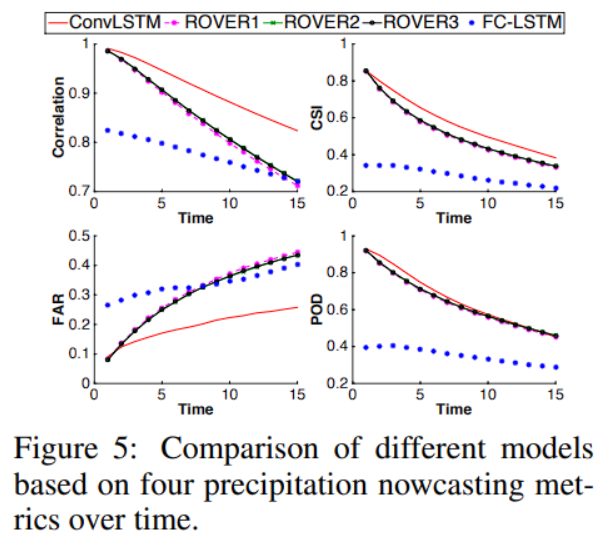 ConvLSTM ROVER1 ROVER2 ROVER3 FC-LSTM
1
0.9
0.8
0.7
Correlation
0 5 10 15
Time
1
0.8
0.6
0.4
0.2
CSI
0 5 10 15
Time
0.5
0.4
0.3
0.2
0.1
0
FAR
0 5 10 15
Time
1
0.8
0.6
0.4
0.2
POD
0 5 10 15
Time
Figure 5: Comparison of different models
based on four precipitation nowcasting met-
rics over time.